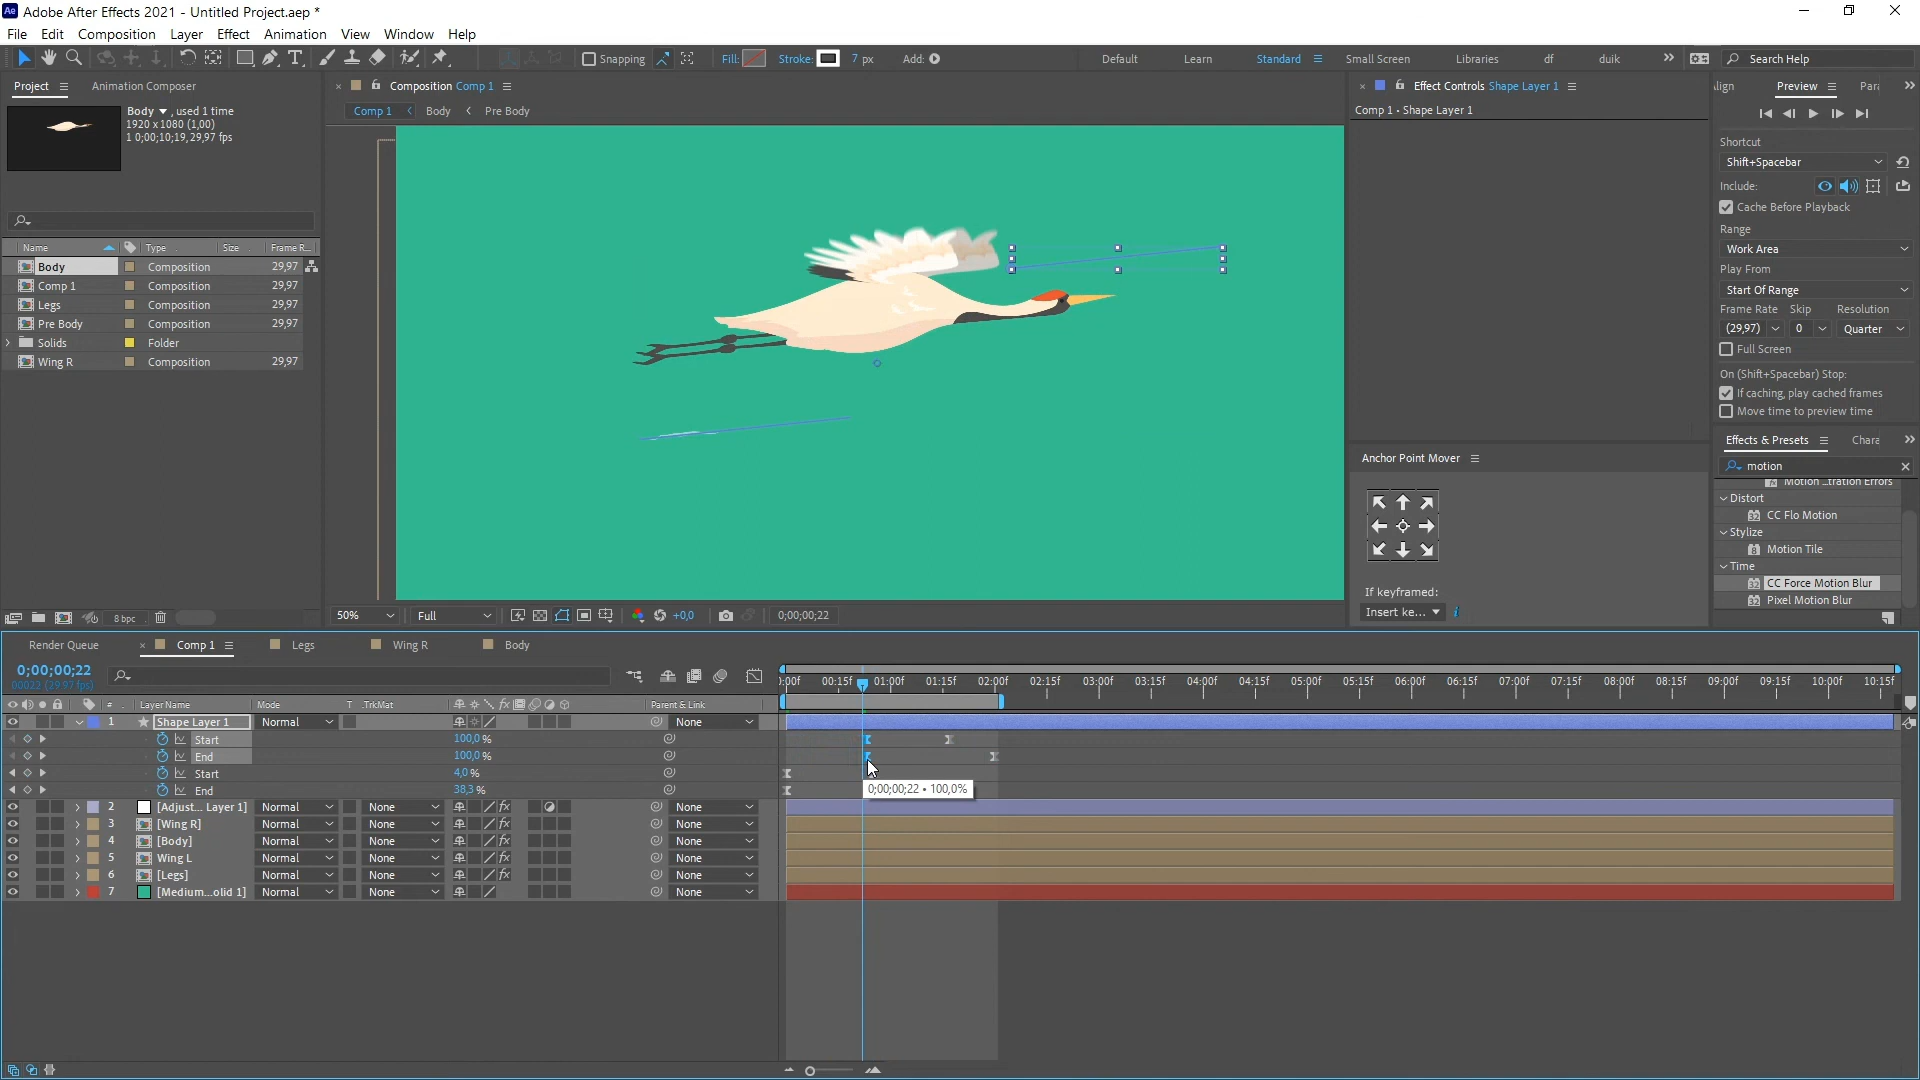 Adobe After Effects 2021 - Untitled Project.aep *
File Edit Composition Layer Effect Animation View Window Help
Snapping Fill: Stroke: 7 px Add: Default Learn Standard Small Screen Libraries df duik Search Help
Project Animation Composer
Composition Comp 1
Effect Controls Shape Layer 1
Preview
Comp 1 Body Pre Body
Comp 1 • Shape Layer 1
Body , used 1 time
1920 x 1080 (1,00)
1 0;00;10;19, 29,97 fps
Shortcut
Shift+Spacebar
Include:
Cache Before Playback
Range
Work Area
Play From
Start Of Range
Frame Rate Skip Resolution
(29,97) 0 Quarter
Full Screen
On (Shift+Spacebar) Stop:
If caching, play cached frames
Move time to preview time
Name Type Size Frame R...
Body Composition 29,97
Comp 1 Composition 29,97
Legs Composition 29,97
Pre Body Composition 29,97
Solids Folder
Wing R Composition 29,97
Effects & Presets
motion
Motion ...tration Errors
Distort
CC Flo Motion
Stylize
Motion Tile
Time
CC Force Motion Blur
Pixel Motion Blur
Anchor Point Mover
If keyframed:
Insert ke...
8 bpc
50% Full +0,0 0;00;00;22
Render Queue Comp 1 Legs Wing R Body
0;00;00;22
00022 (29.97 fps)
:00f 00:15f 01:00f 01:15f 02:00f 02:15f 03:00f 03:15f 04:00f 04:15f 05:00f 05:15f 06:00f 06:15f 07:00f 07:15f 08:00f 08:15f 09:00f 09:15f 10:00f 10:15f
# Layer Name Mode T .TrkMat Parent & Link
1 Shape Layer 1 Normal None
Start 100,0 %
End 100,0 %
Start 4,0 %
End 38,3 %
0;00;00;22 • 100,0%
2 [Adjust... Layer 1] Normal None None
3 [Wing R] Normal None None
4 [Body] Normal None None
5 Wing L Normal None None
6 [Legs] Normal None None
7 [Medium...olid 1] Normal None None